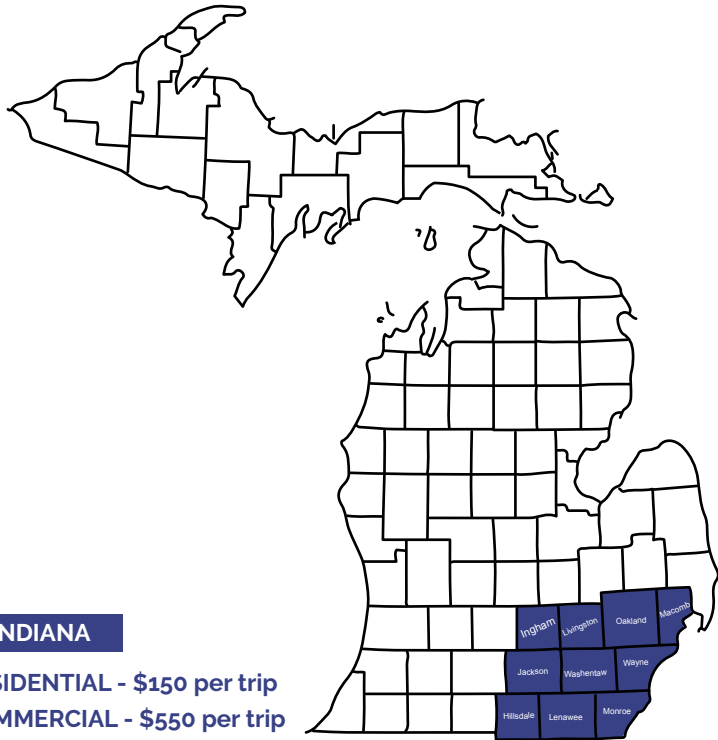 Ingham
Livingston
Oakland
Macomb
Jackson
Washentaw
Wayne
Hillsdale
Lenawee
Monroe
NDIANA
SIDENTIAL - $150 per trip
MMERCIAL - $550 per trip